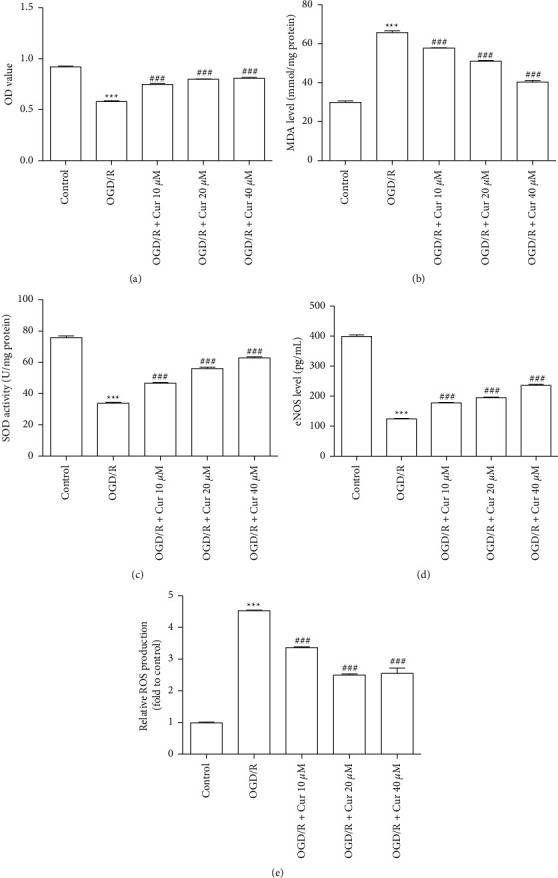 OD value
1.5
1.0
0.5
0.0
***
###
###
###
Control
OGD/R
OGD/R + Cur 10 μM
OGD/R + Cur 20 μM
OGD/R + Cur 40 μM
(a)
MDA level (mmol/mg protein)
80
60
40
20
0
***
###
###
###
Control
OGD/R
OGD/R + Cur 10 μM
OGD/R + Cur 20 μM
OGD/R + Cur 40 μM
(b)
SOD activity (U/mg protein)
100
80
60
40
20
0
***
###
###
###
Control
OGD/R
OGD/R + Cur 10 μM
OGD/R + Cur 20 μM
OGD/R + Cur 40 μM
(c)
eNOS level (pg/mL)
500
400
300
200
100
0
***
###
###
###
Control
OGD/R
OGD/R + Cur 10 μM
OGD/R + Cur 20 μM
OGD/R + Cur 40 μM
(d)
Relative ROS production
(fold to control)
5
4
3
2
1
0
***
###
###
###
Control
OGD/R
OGD/R + Cur 10 μM
OGD/R + Cur 20 μM
OGD/R + Cur 40 μM
(e)